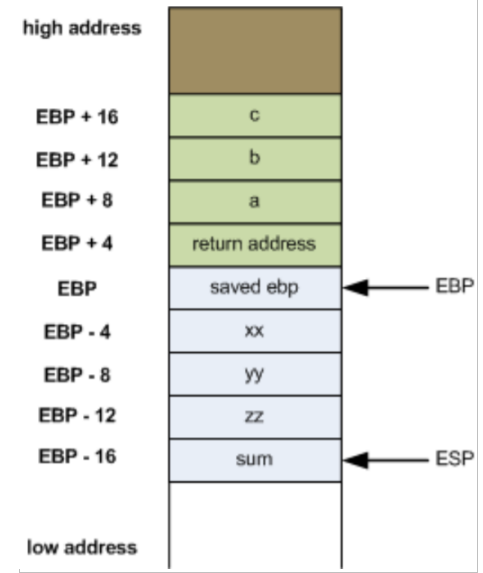 high address
EBP + 16 c
EBP + 12 b
EBP + 8 a
EBP + 4 return address
EBP saved ebp EBP
EBP - 4 xx
EBP - 8 yy
EBP - 12 zz
EBP - 16 sum ESP
low address